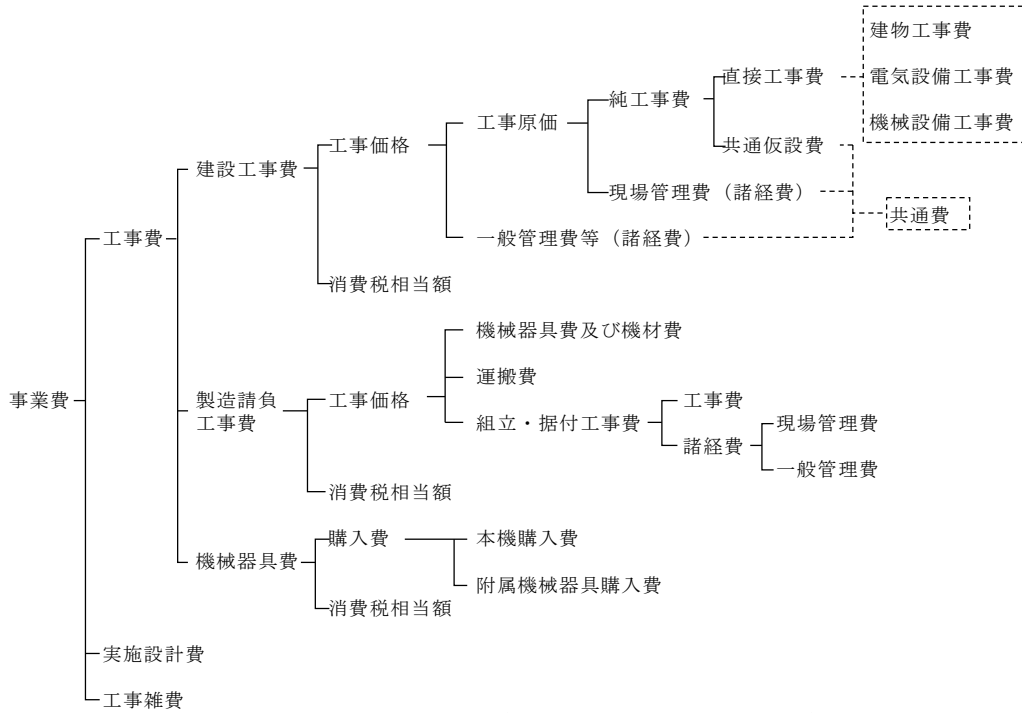 建物工事費
直接工事費
電気設備工事費
純工事費
工事原価
機械設備工事費
工事価格
共通仮設費
建設工事費
現場管理費（諸経費）
共通費
工事費
一般管理費等（諸経費）
消費税相当額
機械器具費及び機材費
運搬費
事業費
製造請負
工事費
工事価格
工事費
組立・据付工事費
現場管理費
諸経費
一般管理費
消費税相当額
購入費
本機購入費
機械器具費
附属機械器具購入費
消費税相当額
実施設計費
工事雑費